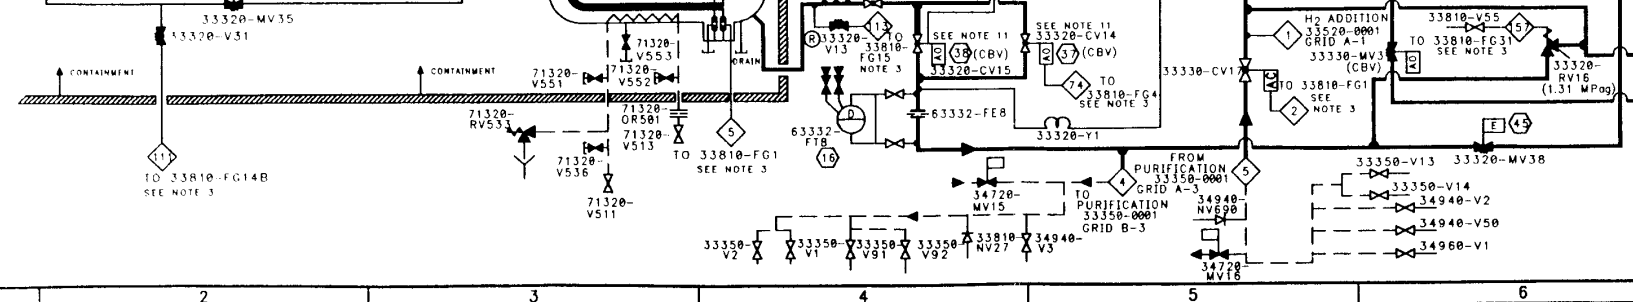 33320-MV35
33320-V31
CONTAINMENT
111
TO 33810-FG14B
SEE NOTE 3
CONTAINMENT
71320-
V553
71320-
V551
71320-
V552
71320-
OR501
71320-
V513
71320-
RV533
71320-
V536
71320-
V511
DRAIN
5
TO 33810-FG1
SEE NOTE 3
R
33320-
V13
13
TO
33810-
FG15
NOTE 3
SEE NOTE 11
AO
38
(CBV)
33320-CV15
SEE NOTE 11
33320-CV14
AO
37
(CBV)
74
TO
33810-FG4
SEE NOTE 3
D
63332-
FT8
16
63332-FE8
33320-Y1
34720-
MV15
4
TO
PURIFICATION
33350-0001
GRID B-3
FROM
PURIFICATION
33350-0001
GRID A-3
5
33350-
V2
33350-
V1
33350-
V91
33350-
V92
33810-
NV27
34940-
V3
34940-
NV690
34720-
MV16
1
H2 ADDITION
33520-0001
GRID A-1
33330-CV17
AC
2
TO 33810-FG1
SEE
NOTE 3
33330-MV3
(CBV)
AO
33810-V55
57
TO 33810-FG31
SEE NOTE 3
33320-
RV16
(1.31 MPag)
E
45
33320-MV38
33350-V13
33350-V14
34940-V2
34940-V50
34960-V1
2
3
4
5
6